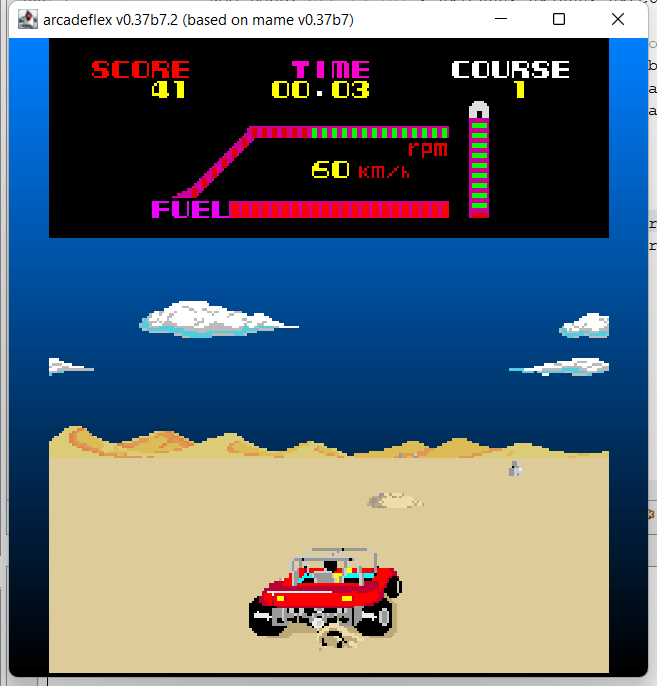 arcadeflex v0.37b7.2 (based on mame v0.37b7)
SCORE TIME COURSE
41 00.03 1
rpm
60 KM/h
FUEL